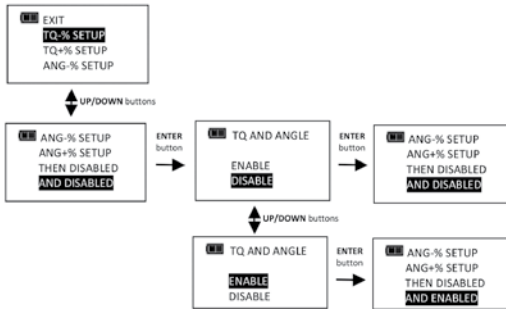 EXIT
TQ-% SETUP
TQ+% SETUP
ANG-% SETUP
UP/DOWN buttons
ANG-% SETUP
ANG+% SETUP
THEN DISABLED
AND DISABLED
ENTER
button
TQ AND ANGLE
ENABLE
DISABLE
ENTER
button
ANG-% SETUP
ANG+% SETUP
THEN DISABLED
AND DISABLED
UP/DOWN buttons
TQ AND ANGLE
ENABLE
DISABLE
ENTER
button
ANG-% SETUP
ANG+% SETUP
THEN DISABLED
AND ENABLED